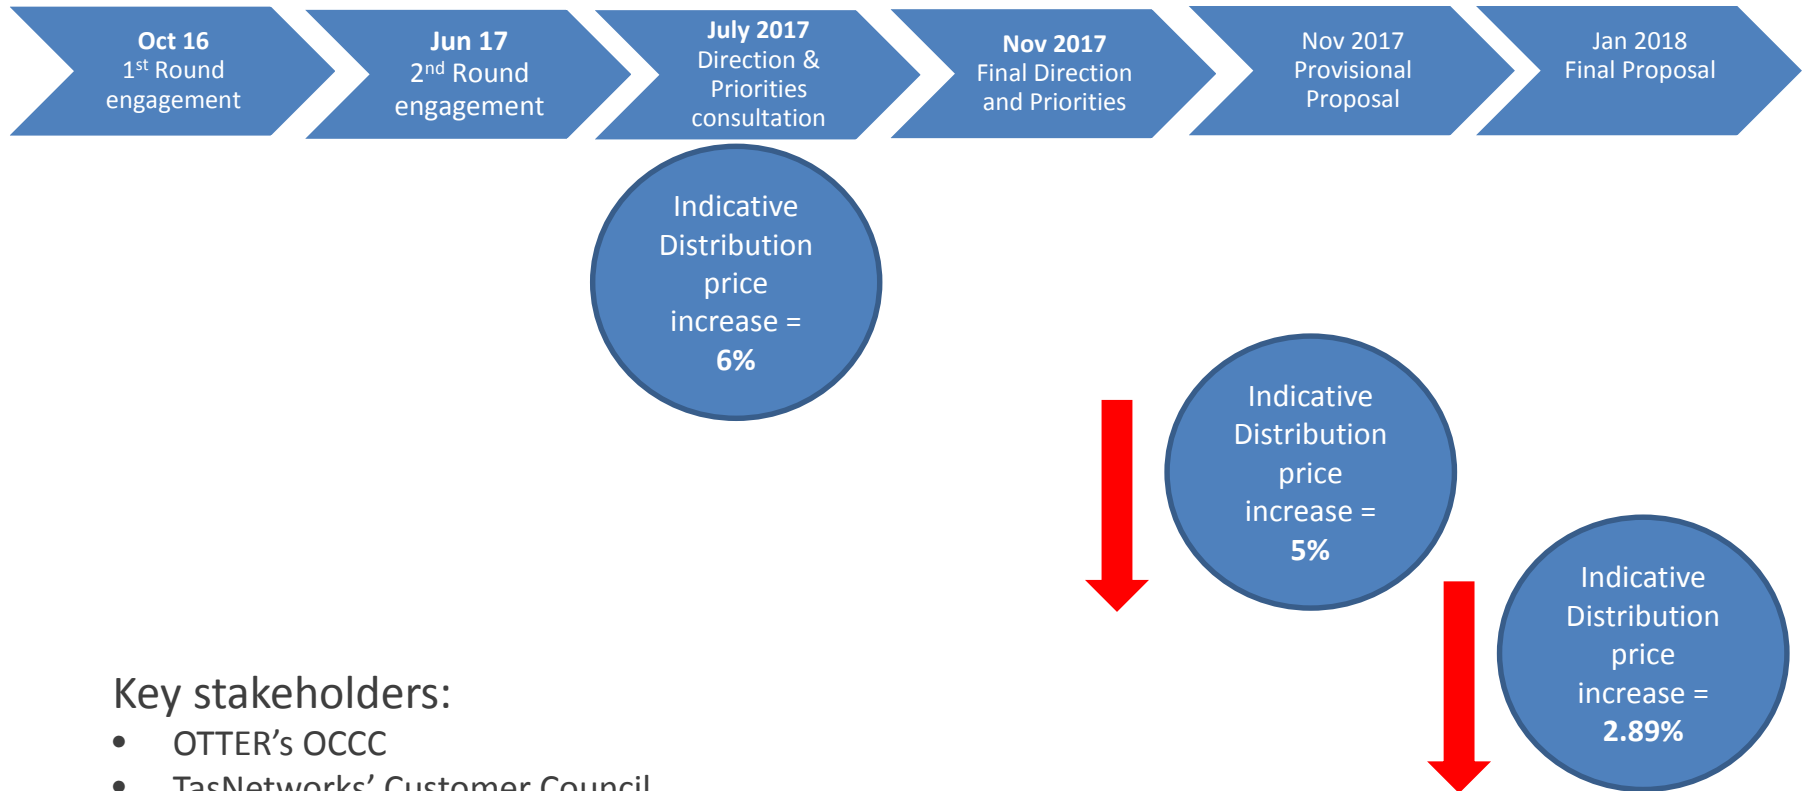 Oct 16
1st Round
engagement
Jun 17
2nd Round
engagement
July 2017
Direction &
Priorities
consultation
Nov 2017
Final Direction
and Priorities
Nov 2017
Provisional
Proposal
Jan 2018
Final Proposal
Indicative
Distribution
price
increase =
6%
Indicative
Distribution
price
increase =
5%
Indicative
Distribution
price
increase =
2.89%
Key stakeholders:
• OTTER's OCCC
• TasNetworks' Customer Council